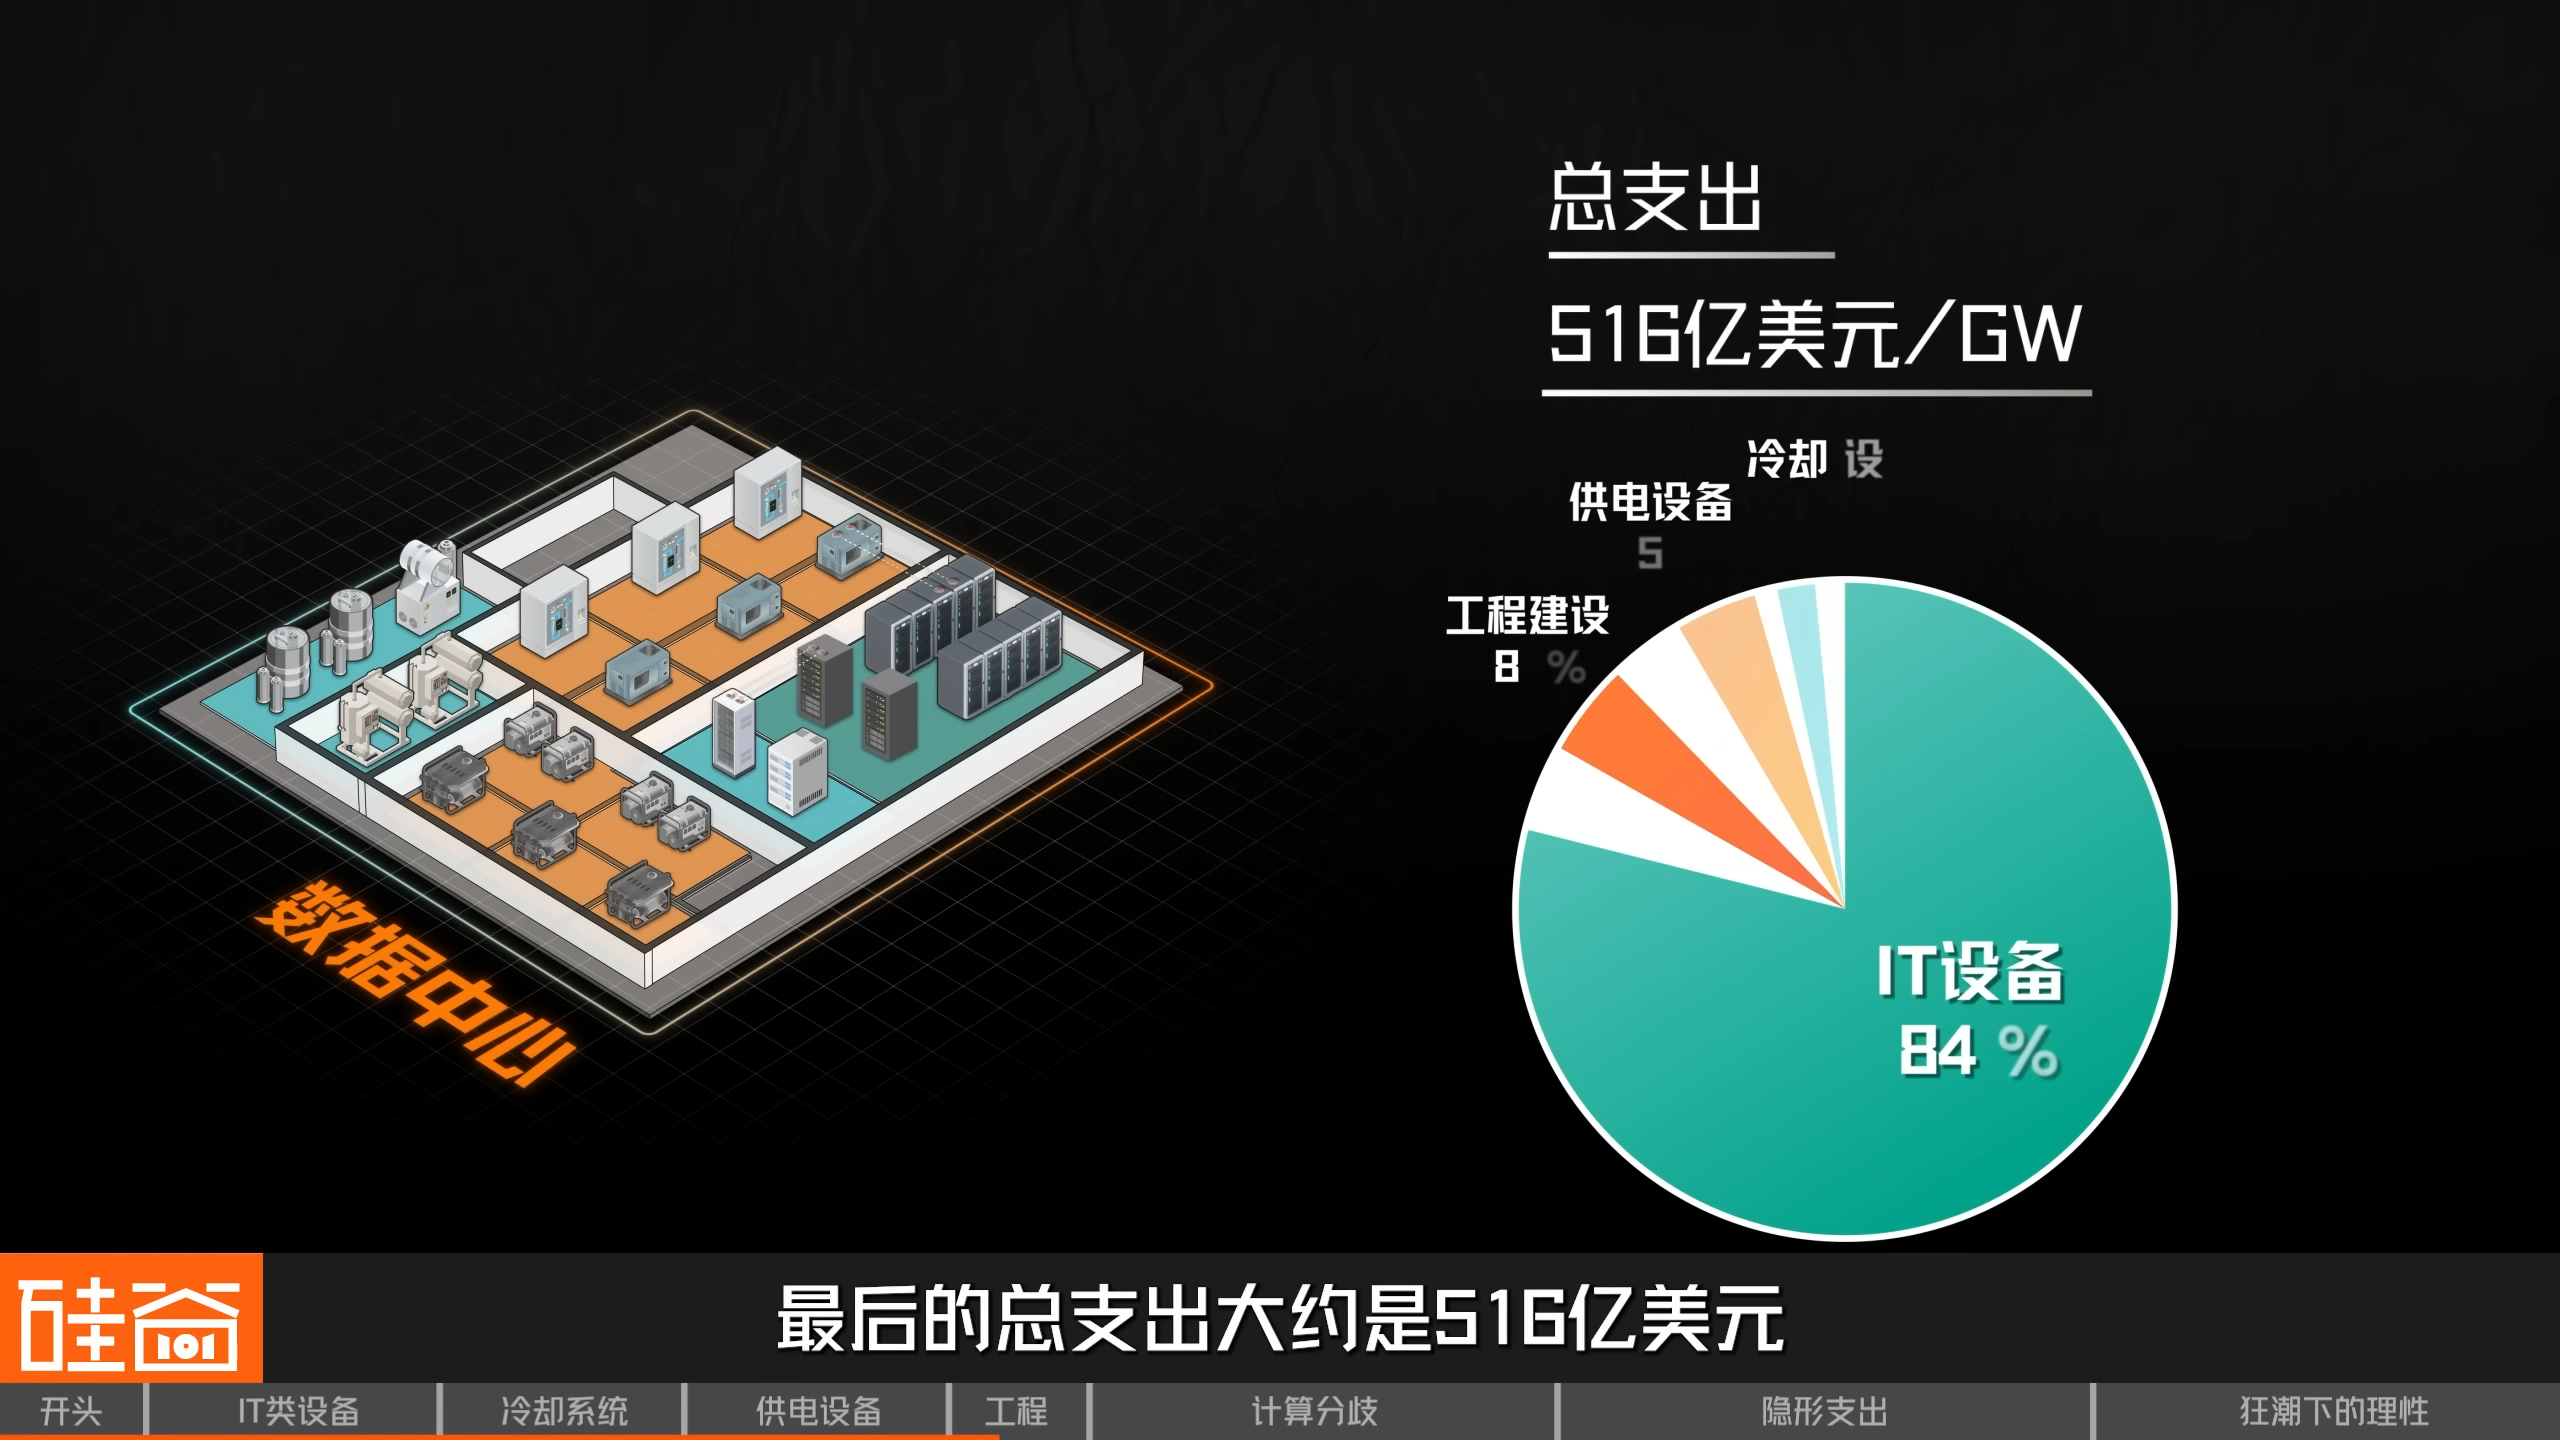 总支出
516亿美元/GW
冷却 设
供电设备
5
工程建设
8 %
IT设备
84 %
数据中心
硅谷
101
最后的总支出大约是516亿美元
开头
IT类设备
冷却系统
供电设备
工程
计算分歧
隐形支出
狂潮下的理性